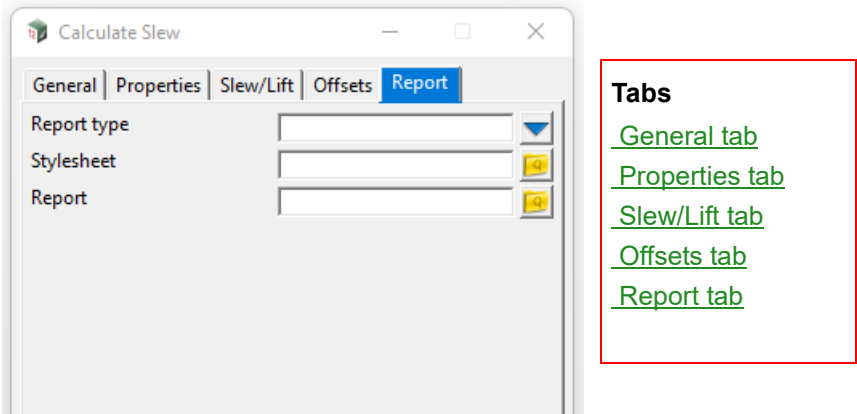 Calculate Slew
General Properties Slew/Lift Offsets Report
Report type
Stylesheet
Report
Tabs
General tab
Properties tab
Slew/Lift tab
Offsets tab
Report tab